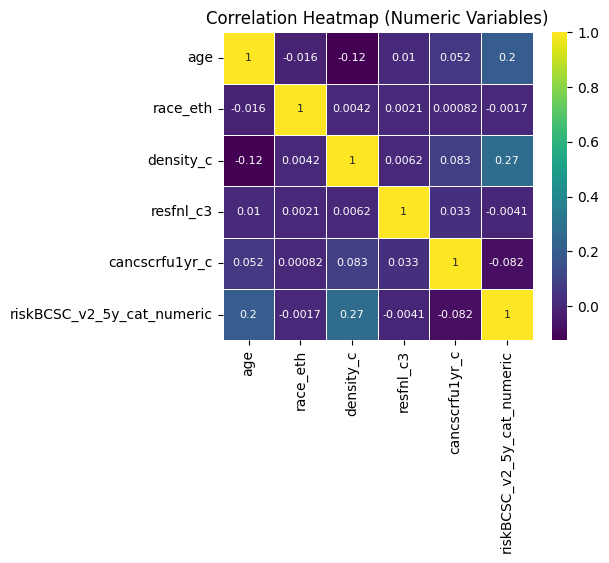 Correlation Heatmap (Numeric Variables)
age 1 -0.016 -0.12 0.01 0.052 0.2
race_eth -0.016 1 0.0042 0.0021 0.00082 -0.0017
density_c -0.12 0.0042 1 0.0062 0.083 0.27
resfnl_c3 0.01 0.0021 0.0062 1 0.033 -0.0041
cancscrfu1yr_c 0.052 0.00082 0.083 0.033 1 -0.082
riskBCSC_v2_5y_cat_numeric 0.2 -0.0017 0.27 -0.0041 -0.082 1
age
race_eth
density_c
resfnl_c3
cancscrfu1yr_c
riskBCSC_v2_5y_cat_numeric
1.0
0.8
0.6
0.4
0.2
0.0